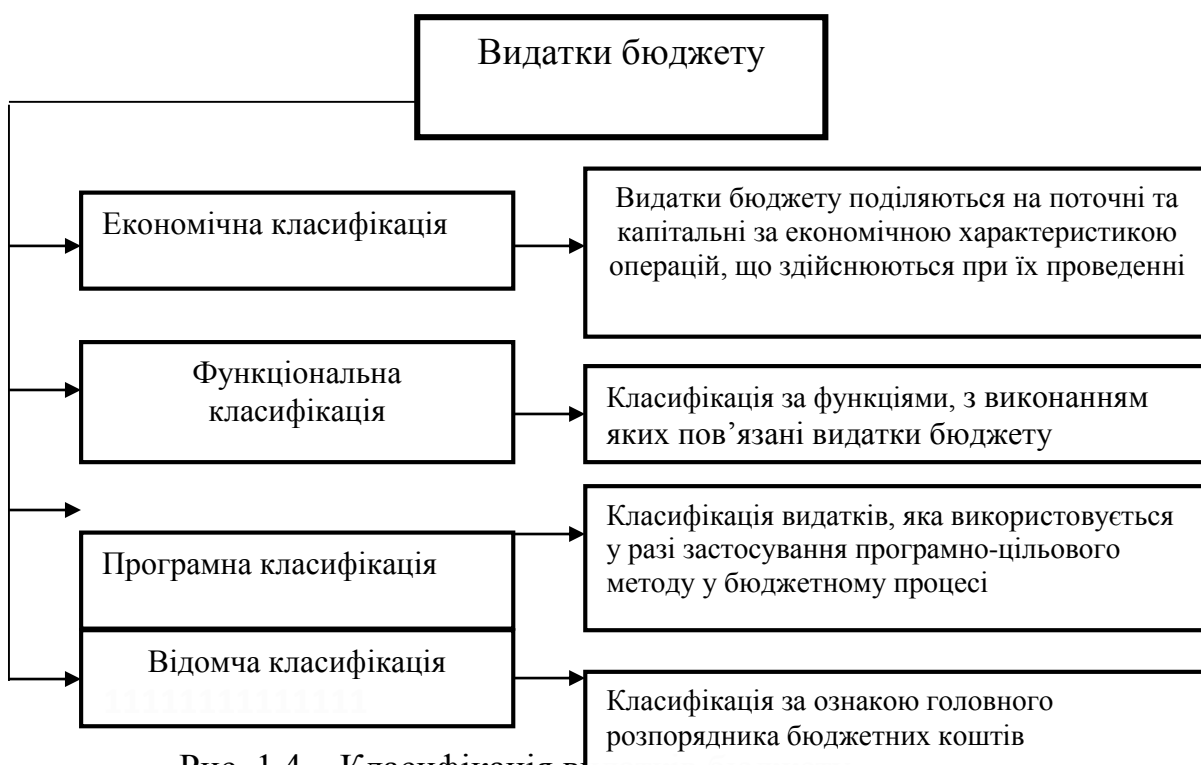 Видатки бюджету
Економічна класифікація
Видатки бюджету поділяються на поточні та
капітальні за економічною характеристикою
операцій, що здійснюються при їх проведенні
Функціональна
класифікація
Класифікація за функціями, з виконанням
яких пов’язані видатки бюджету
Програмна класифікація
Класифікація видатків, яка використовується
у разі застосування програмно-цільового
методу у бюджетному процесі
Відомча класифікація
11111111111111
Класифікація за ознакою головного
розпорядника бюджетних коштів
Рис. 1.4 – Класифікація